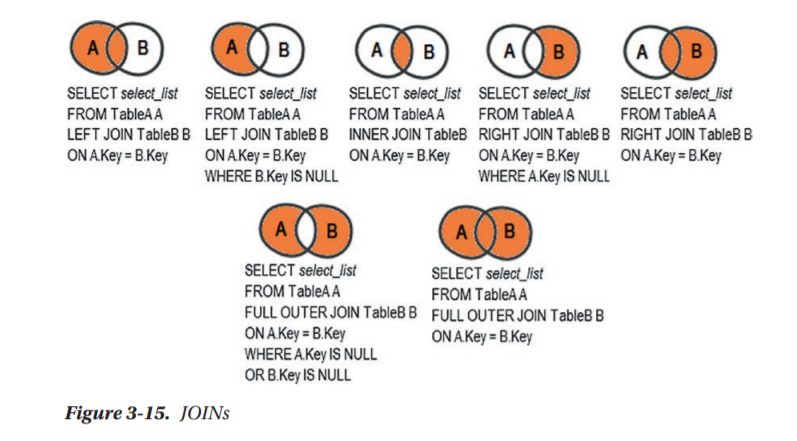 A B
SELECT select_list
FROM TableA A
LEFT JOIN TableB B
ON A.Key = B.Key
A B
SELECT select_list
FROM TableA A
LEFT JOIN TableB B
ON A.Key = B.Key
WHERE B.Key IS NULL
A B
SELECT select_list
FROM TableA A
INNER JOIN TableB
ON A.Key = B.Key
A B
SELECT select_list
FROM TableA A
RIGHT JOIN TableB B
ON A.Key = B.Key
WHERE A.Key IS NULL
A B
SELECT select_list
FROM TableA A
RIGHT JOIN TableB B
ON A.Key = B.Key
A B
SELECT select_list
FROM TableA A
FULL OUTER JOIN TableB B
ON A.Key = B.Key
WHERE A.Key IS NULL
OR B.Key IS NULL
A B
SELECT select_list
FROM TableA A
FULL OUTER JOIN TableB B
ON A.Key = B.Key
Figure 3-15. JOINs